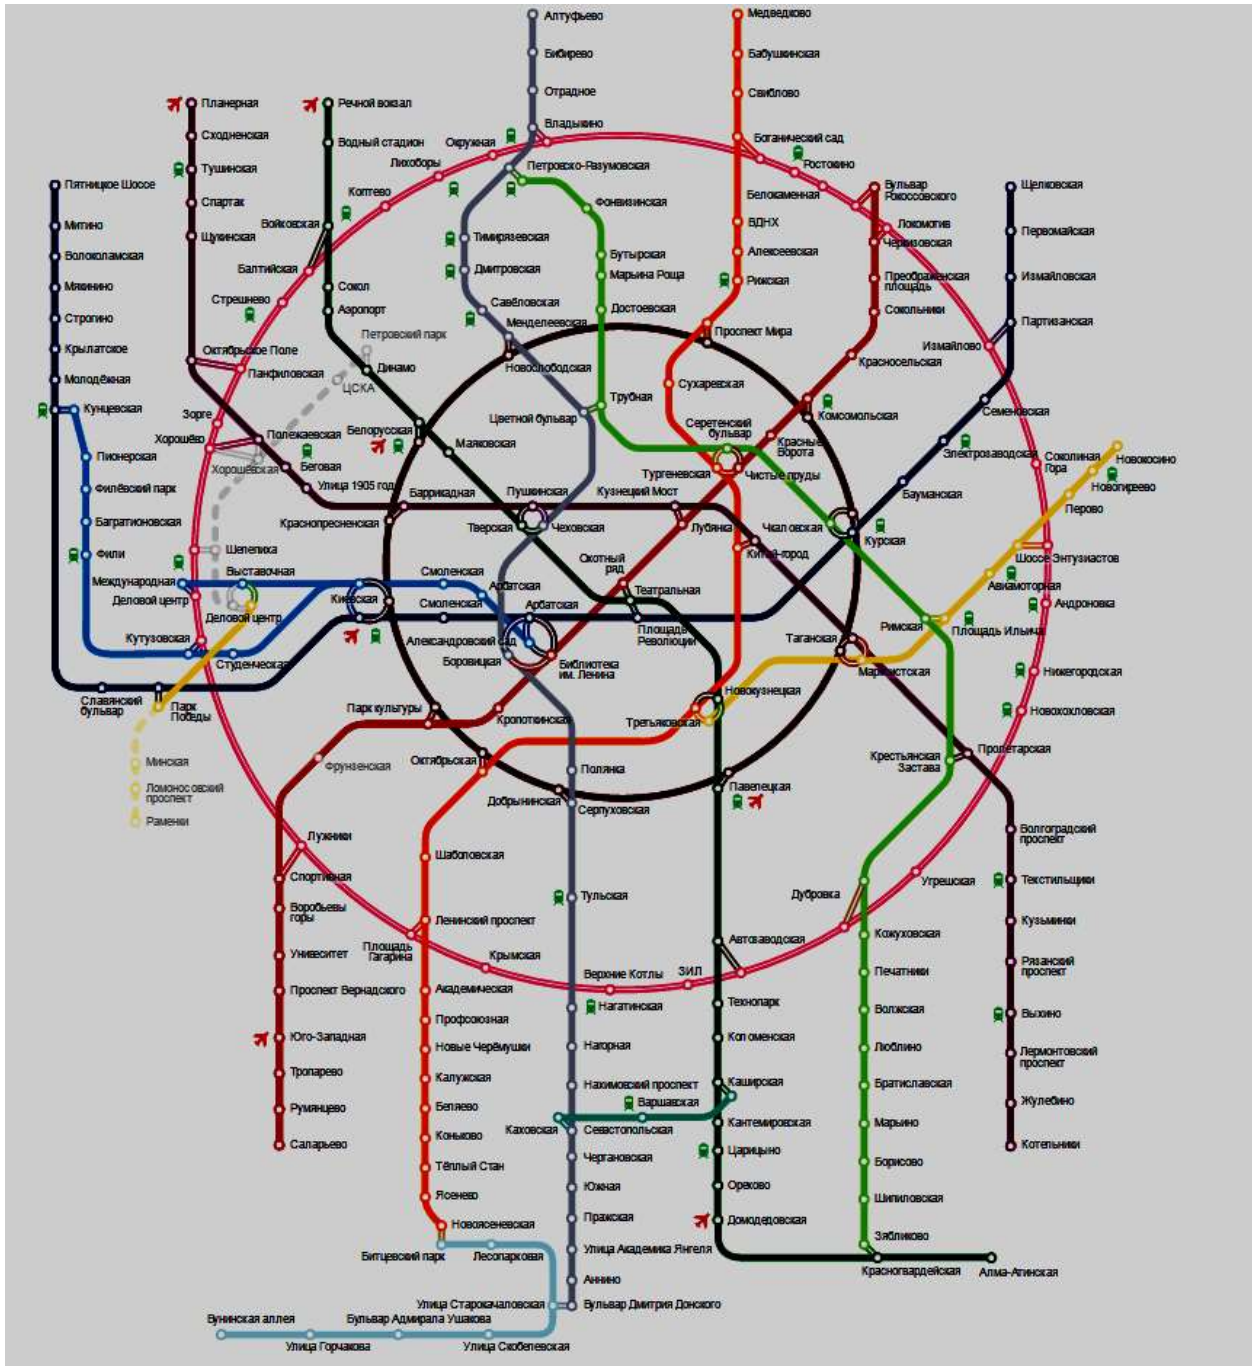 Алтуфьево
Медведково
Бибирево
Бабушкинская
Отрадное
Свиблово
Планерная
Речной вокзал
Владыкино
Сходненская
Водный стадион
Окружная
Ботанический сад
Лихоборы
Петровско-Разумовская
Ростокино
Тушинская
Пятницкое Шоссе
Коптево
Белокаменная
Бульвар
Рокоссовского
Щелковская
Спартак
Фонвизинская
Митино
Щукинская
Войковская
Тимирязевская
ВДНХ
Локомотив
Первомайская
Черкизовская
Волоколамская
Балтийская
Бутырская
Алексеевская
Дмитровская
Марьина Роща
Рижская
Преображенская
площадь
Измайловская
Мякинино
Сокол
Стрешнево
Аэропорт
Савёловская
Достоевская
Сокольники
Строгино
Менделеевская
Проспект Мира
Партизанская
Петровский парк
Измайлово
Крылатское
Октябрьское Поле
Панфиловская
Динамо
Новослободская
Красносельская
Молодёжная
ЦСКА
Сухаревская
Кунцевская
Зорге
Цветной бульвар
Трубная
Семеновская
Комсомольская
Хорошёво
Полежаевская
Белорусская
Серетенский
бульвар
Маяковская
Красные
Ворота
Электрозаводская
Новокосино
Пионерская
Хорошёвская
Беговая
Тургеневская
Чистые пруды
Соколиная
Гора
Новогиреево
Филёвский парк
Улица 1905 года
Баррикадная
Пушкинская
Кузнецкий Мост
Бауманская
Перово
Багратионовская
Краснопресненская
Тверская
Чеховская
Лубянка
Чкаловская
Курская
Фили
Шелепиха
Охотный
ряд
Китай-город
Шоссе Энтузиастов
Международная
Выставочная
Смоленская
Арбатская
Театральная
Авиамоторная
Деловой центр
Деловой центр
Киевская
Смоленская
Арбатская
Андроновка
Кутузовская
Студенческая
Александровский сад
Площадь
Революции
Таганская
Римская
Площадь Ильича
Боровицкая
Библиотека
им. Ленина
Марксистская
Нижегородская
Славянский
бульвар
Парк
Победы
Парк культуры
Кропоткинская
Новокузнецкая
Третьяковская
Новохохловская
Минская
Фрунзенская
Октябрьская
Полянка
Крестьянская
Застава
Пролетарская
Ломоносовский
проспект
Добрынинская
Серпуховская
Павелецкая
Раменки
Лужники
Волгоградский
проспект
Шаболовская
Спортивная
Угрешская
Текстильщики
Тульская
Дубровка
Воробьевы
горы
Ленинский проспект
Кузьминки
Площадь
Гагарина
Автозаводская
Кожуховская
Университет
Крымская
Рязанский
проспект
Верхние Котлы
ЗИЛ
Печатники
Проспект Вернадского
Академическая
Нагатинская
Технопарк
Волжская
Выхино
Профсоюзная
Юго-Западная
Новые Черёмушки
Нагорная
Коломенская
Люблино
Лермонтовский
проспект
Тропарево
Калужская
Нахимовский проспект
Каширская
Братиславская
Румянцево
Беляево
Варшавская
Жулебино
Каховская
Севастопольская
Кантемировская
Марьино
Саларьево
Коньково
Чертановская
Царицыно
Котельники
Тёплый Стан
Южная
Орехово
Борисово
Ясенево
Пражская
Домодедовская
Шипиловская
Новоясеневская
Зябликово
Битцевский парк
Лесопарковая
Улица Академика Янгеля
Красногвардейская
Алма-Атинская
Аннино
Улица Старокачаловская
Бульвар Дмитрия Донского
Бунинская аллея
Бульвар Адмирала Ушакова
Улица Горчакова
Улица Скобелевская